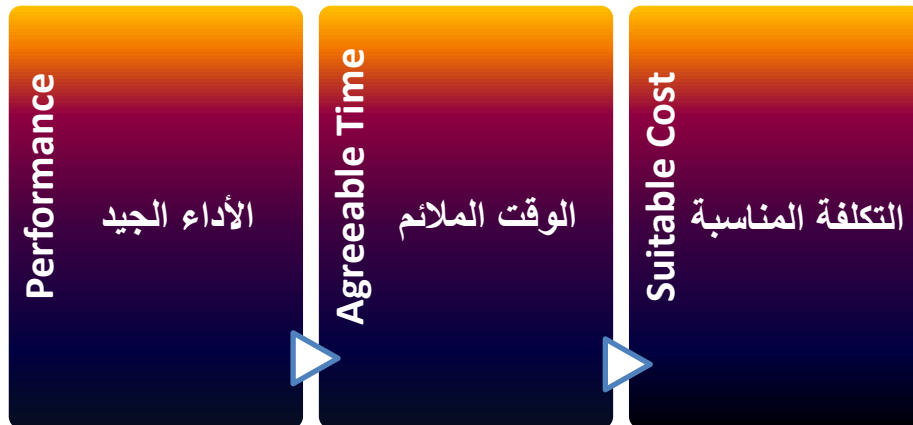 Performance
الأداء الجيد
Agreeable Time
الوقت الملائم
Suitable Cost
التكلفة المناسبة